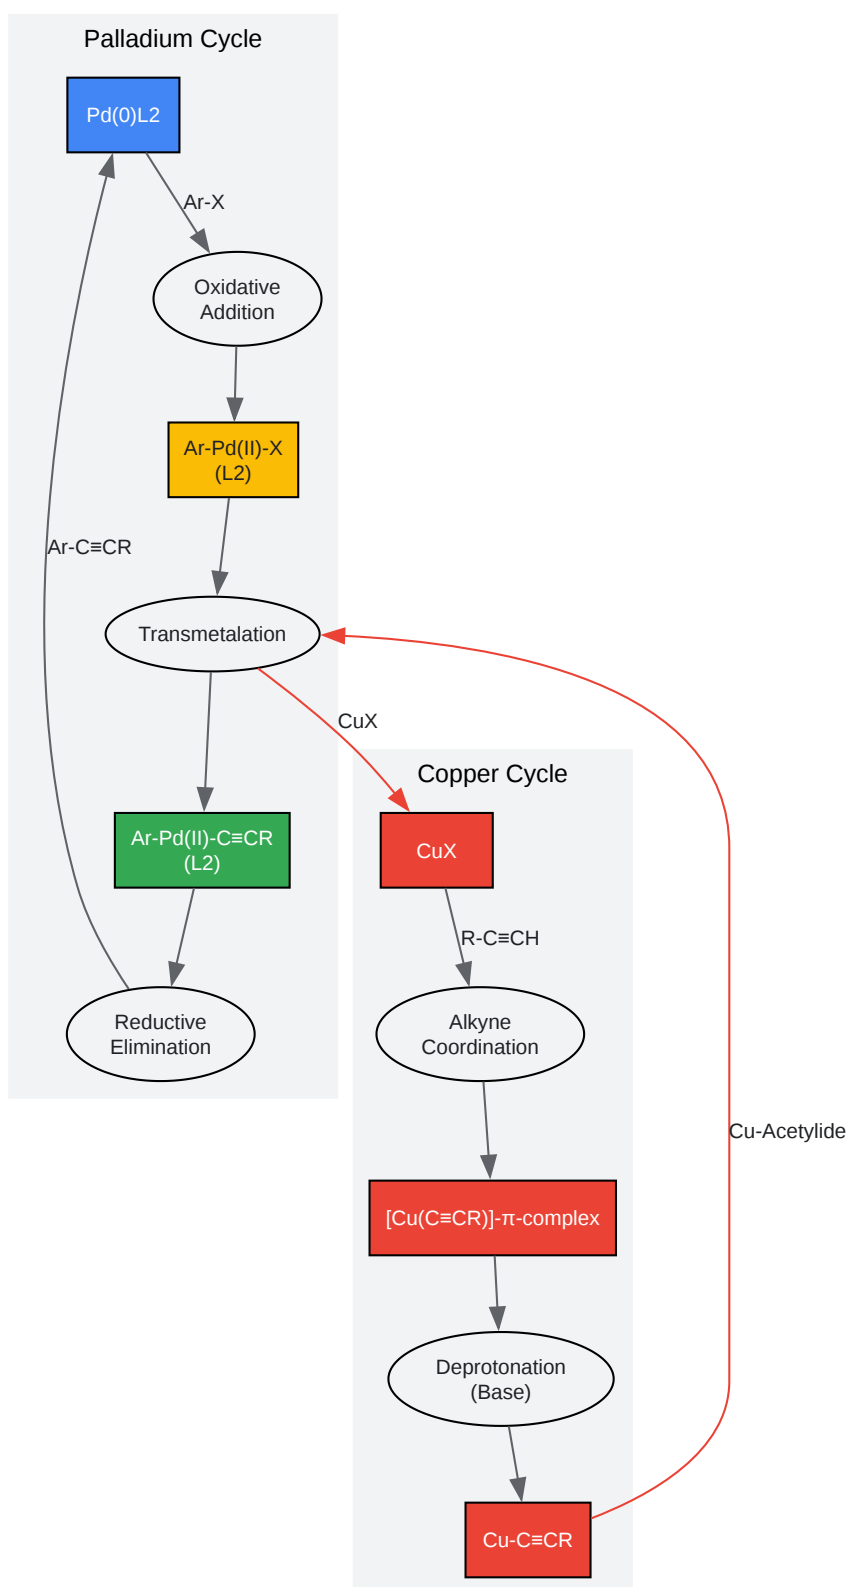 Palladium Cycle
Pd(0)L2
Ar-X
Oxidative
Addition
Ar-Pd(II)-X
(L2)
Ar-C≡CR
Transmetalation
CuX
Copper Cycle
Ar-Pd(II)-C≡CR
(L2)
CuX
R-C≡CH
Reductive
Elimination
Alkyne
Coordination
Cu-Acetylide
[Cu(C≡CR)]-π-complex
Deprotonation
(Base)
Cu-C≡CR